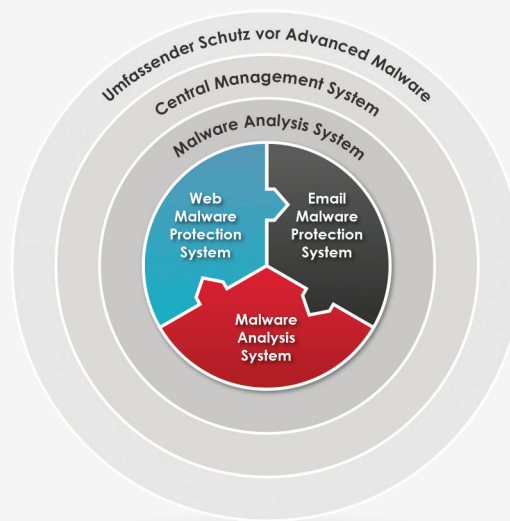 Umfassender Schutz vor Advanced Malware
Central Management System
Malware Analysis System
Web
Malware
Protection
System
Email
Malware
Protection
System
Malware
Analysis
System